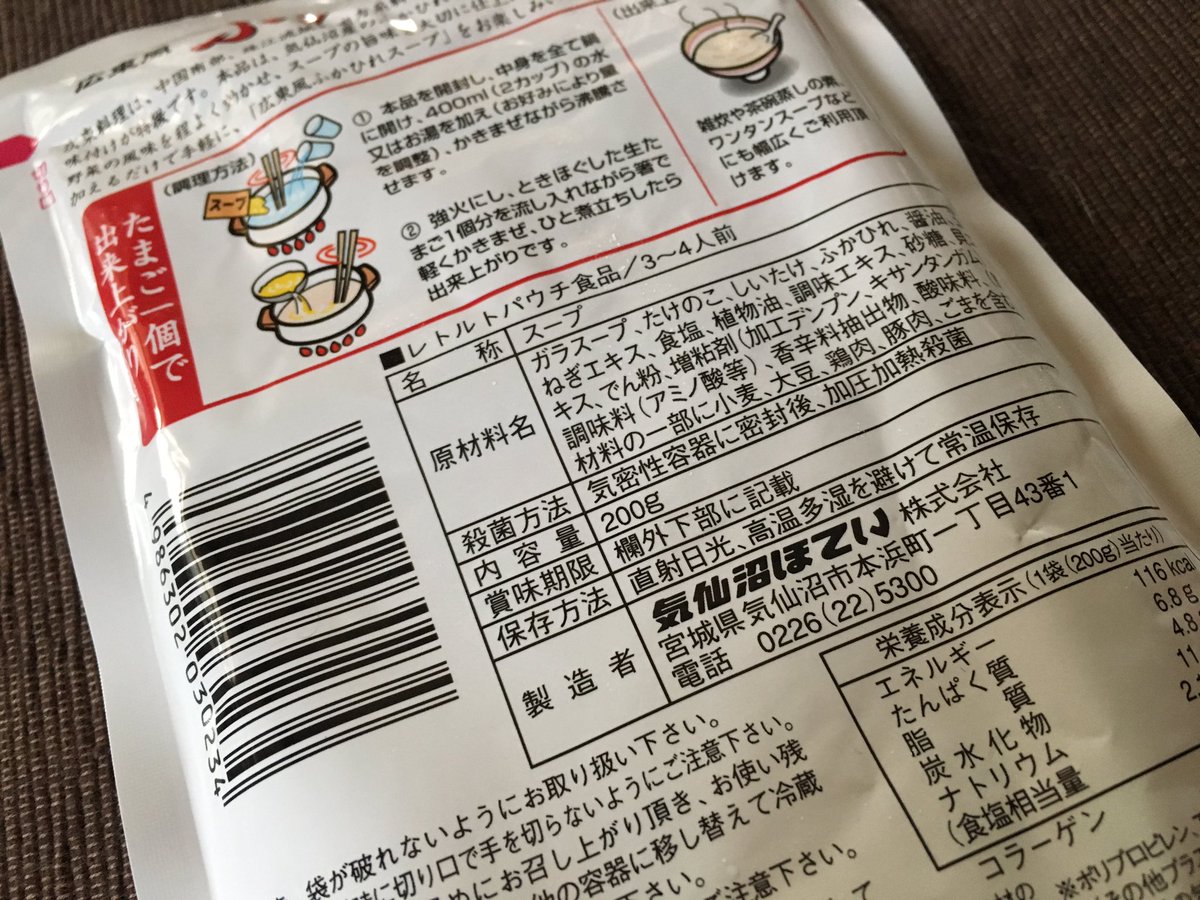 広東風
味付けが特徴です。本品は、気仙沼産の
野菜の風味を程よく効かせ、スープの旨味
加えるだけで手軽に、「広東風ふかひれスープ」をお楽しみ
たまご一個で
出来上がり
(調理方法)
スープ
① 本品を開封し、中身を全て鍋
に開け、400ml(2カップ)の水
又はお湯を加え(お好みにより量
を調整)、かきまぜながら沸騰さ
せます。
② 強火にし、ときほぐした生た
まご1個分を流し入れながら箸で
軽くかきまぜ、ひと煮立ちしたら
出来上がりです。
雑炊や茶碗蒸しの素、
ワンタンスープなど
にも幅広くご利用頂
けます。
■レトルトパウチ食品/3〜4人前
名称 スープ
原材料名 ガラスープ、たけのこ、しいたけ、ふかひれ、醤油、
ねぎエキス、食塩、植物油、調味エキス、砂糖、
キス、でん粉、増粘剤(加工デンプン、キサンタンガム)、
調味料(アミノ酸等)、香辛料抽出物、酸味料、
材料の一部に小麦、大豆、鶏肉、豚肉、ごまを含む
殺菌方法 気密性容器に密封後、加圧加熱殺菌
内容量 200g
賞味期限 欄外下部に記載
保存方法 直射日光、高温多湿を避けて常温保存
製造者 気仙沼ほてい株式会社
宮城県気仙沼市本浜町一丁目43番1
電話 0226(22)5300
4 986302 030234
栄養成分表示(1袋(200g)当たり)
エネルギー 116kcal
たんぱく質 6.8g
脂質 4.8
炭水化物 11
ナトリウム 2
(食塩相当量
コラーゲン
袋が破れないようにお取り扱い下さい。
に切り口で手を切らないようにご注意下さい。
めにお召し上がり頂き、お使い残
他の容器に移し替えて冷蔵
下さい。
ご注意下さい。
※ポリプロピレン